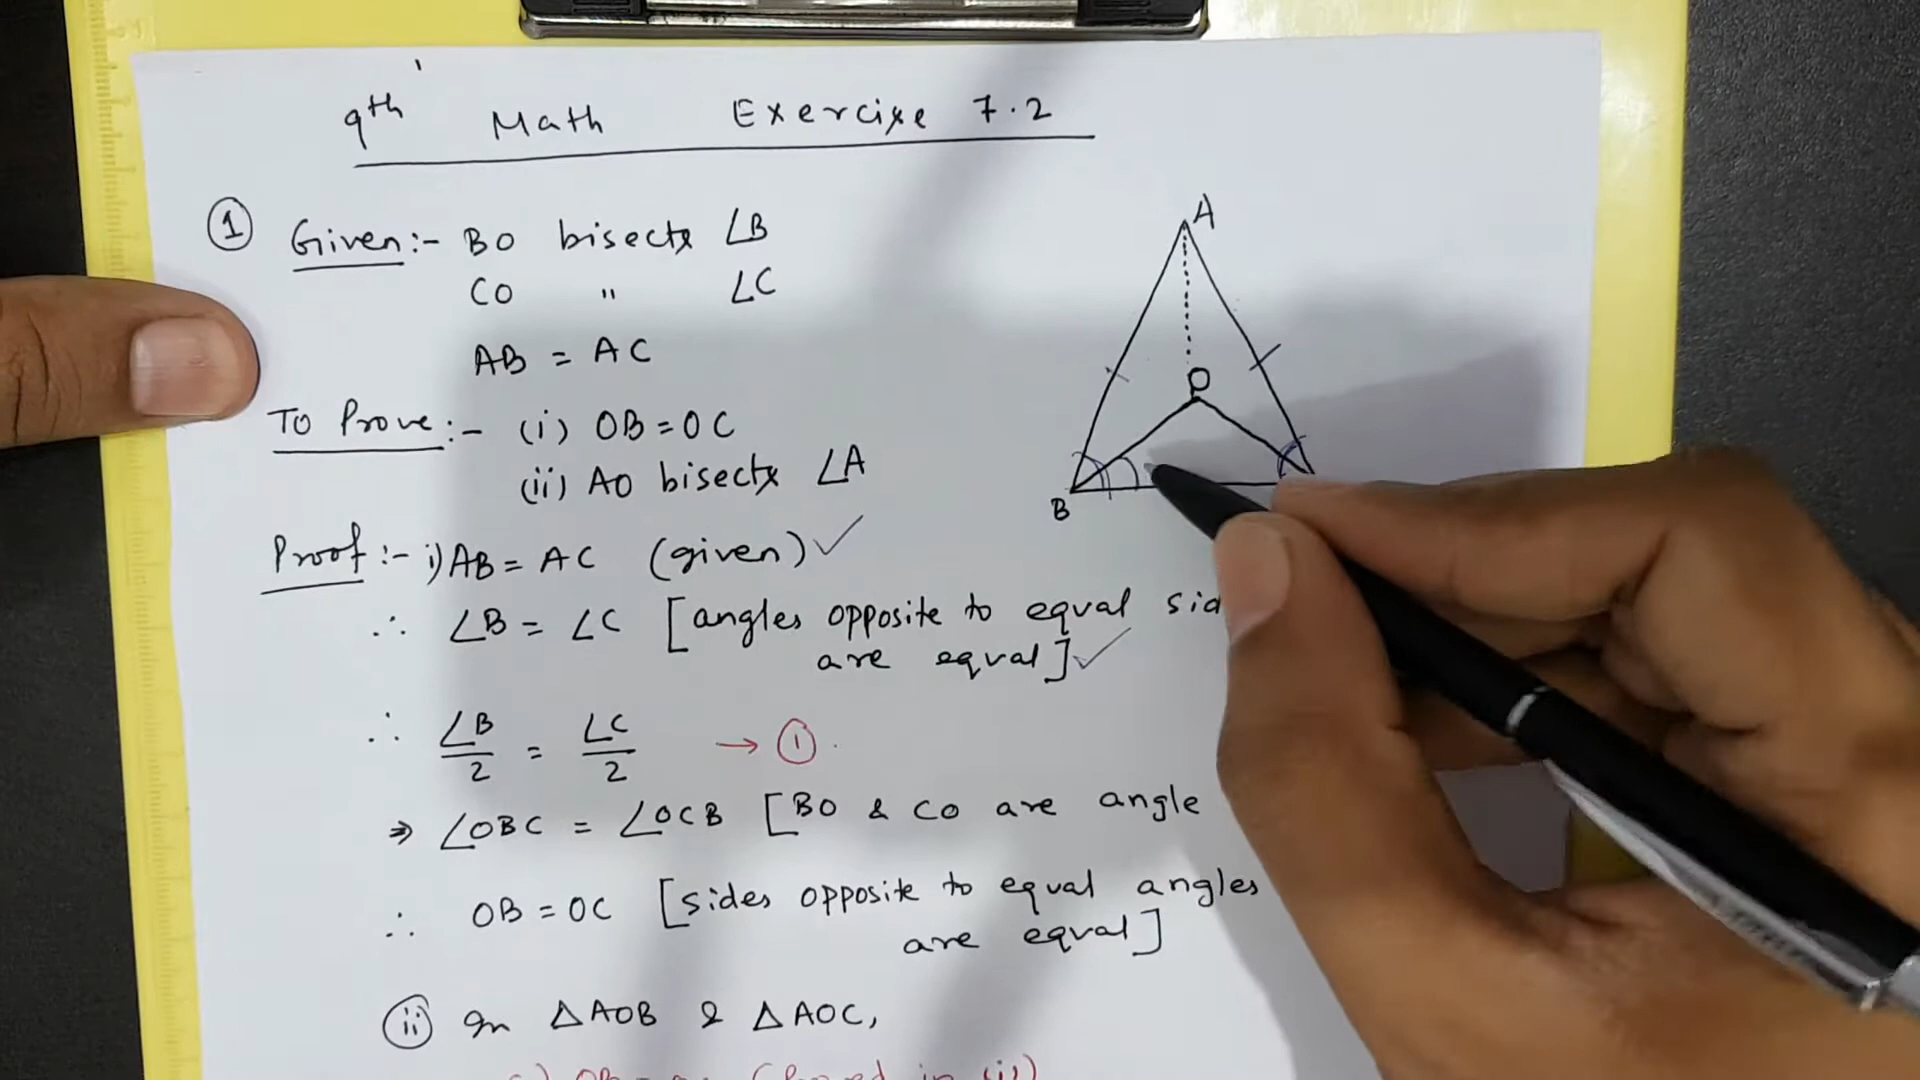 9th Math Exercise 7.2
1 Given:- BO bisects ∠B
CO " ∠C
AB = AC
To Prove:- (i) OB=OC
(ii) AO bisects ∠A
Proof:- i) AB = AC (given) ✓
∴ ∠B = ∠C [angles opposite to equal
are equal] ✓
∴ ∠B/2 = ∠C/2 → 1
⇒ ∠OBC = ∠OCB [BO & CO are angle
∴ OB = OC [sides opposite to equal angles
are equal]
ii In △AOB & △AOC,
A
O
B